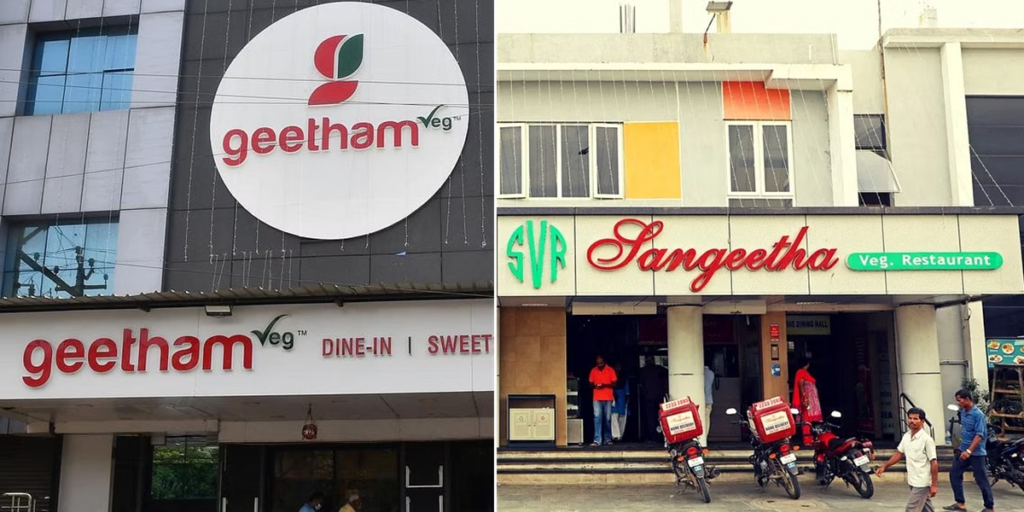 geetham Veg™
geetham Veg™ DINE-IN | SWEET
SVR Sangeetha Veg. Restaurant